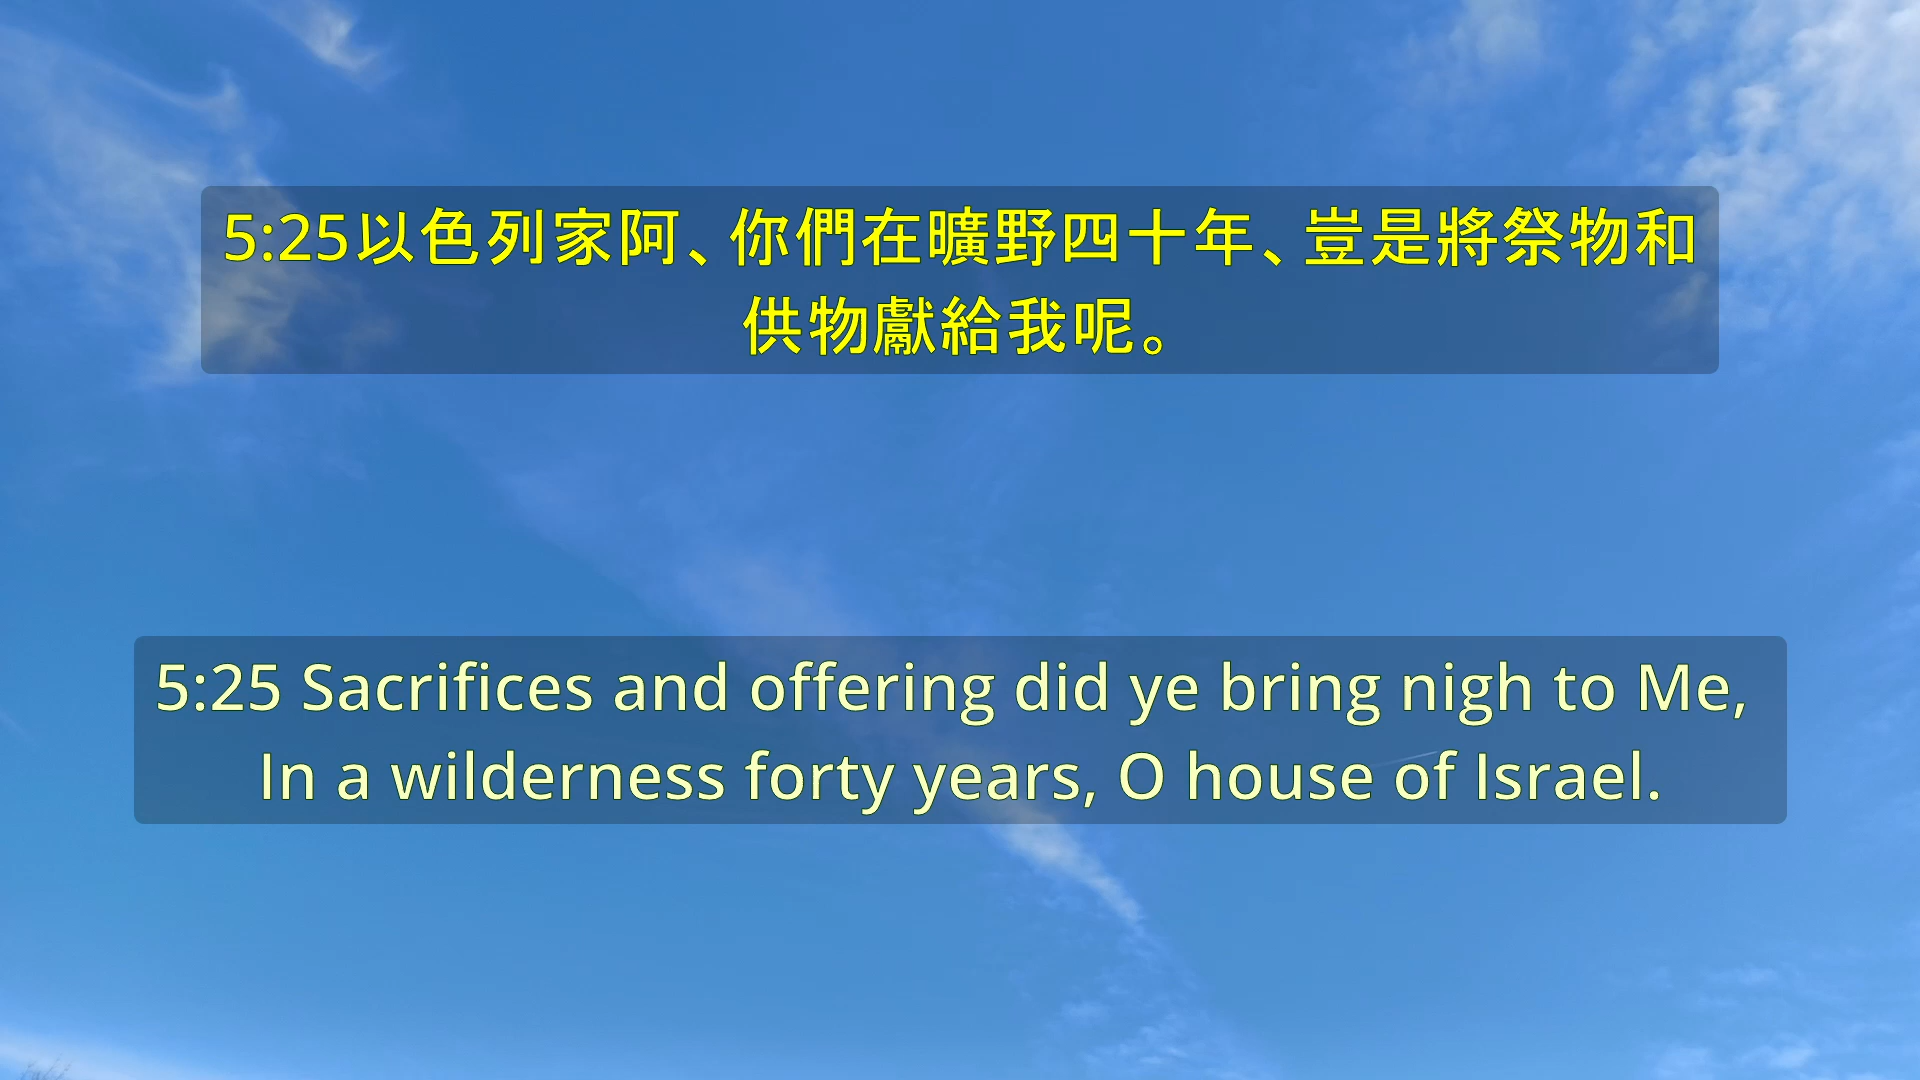 5:25以色列家阿、你們在曠野四十年、豈是將祭物和
供物獻給我呢。
5:25 Sacrifices and offering did ye bring nigh to Me,
In a wilderness forty years, O house of Israel.